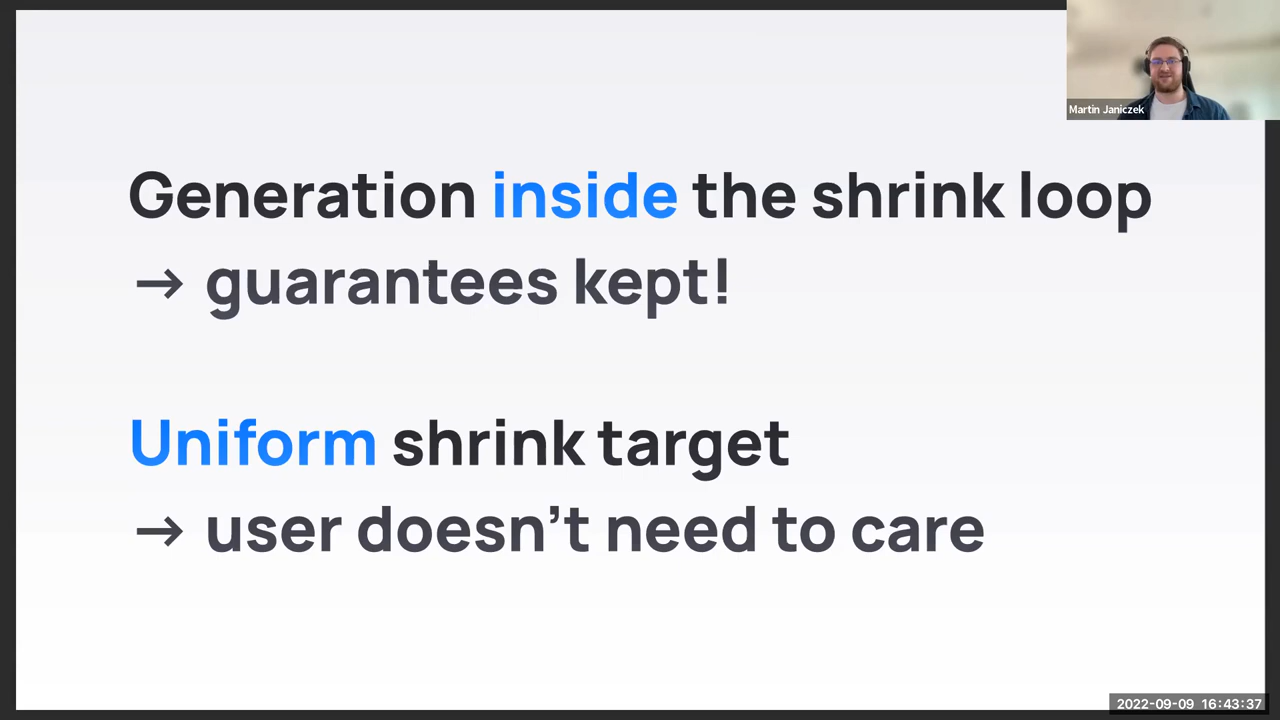 Martin Janiczek
Generation inside the shrink loop
→ guarantees kept!
Uniform shrink target
→ user doesn’t need to care
2022-09-09 16:43:37